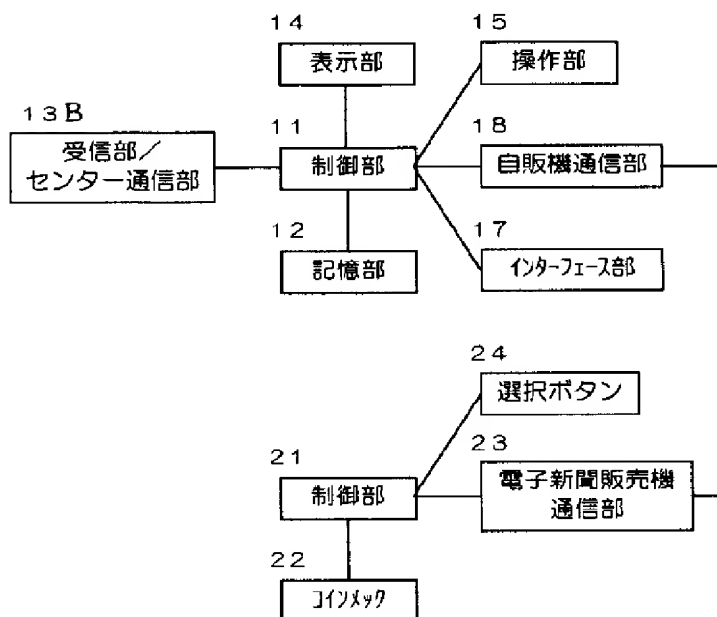 14
表示部
15
操作部
13B
受信部／
センター通信部
11
制御部
18
自販機通信部
12
記憶部
17
ｲﾝﾀｰﾌｪｰｽ部
24
選択ボタン
21
制御部
23
電子新聞販売機
通信部
22
ｺｲﾝﾒｯｸ